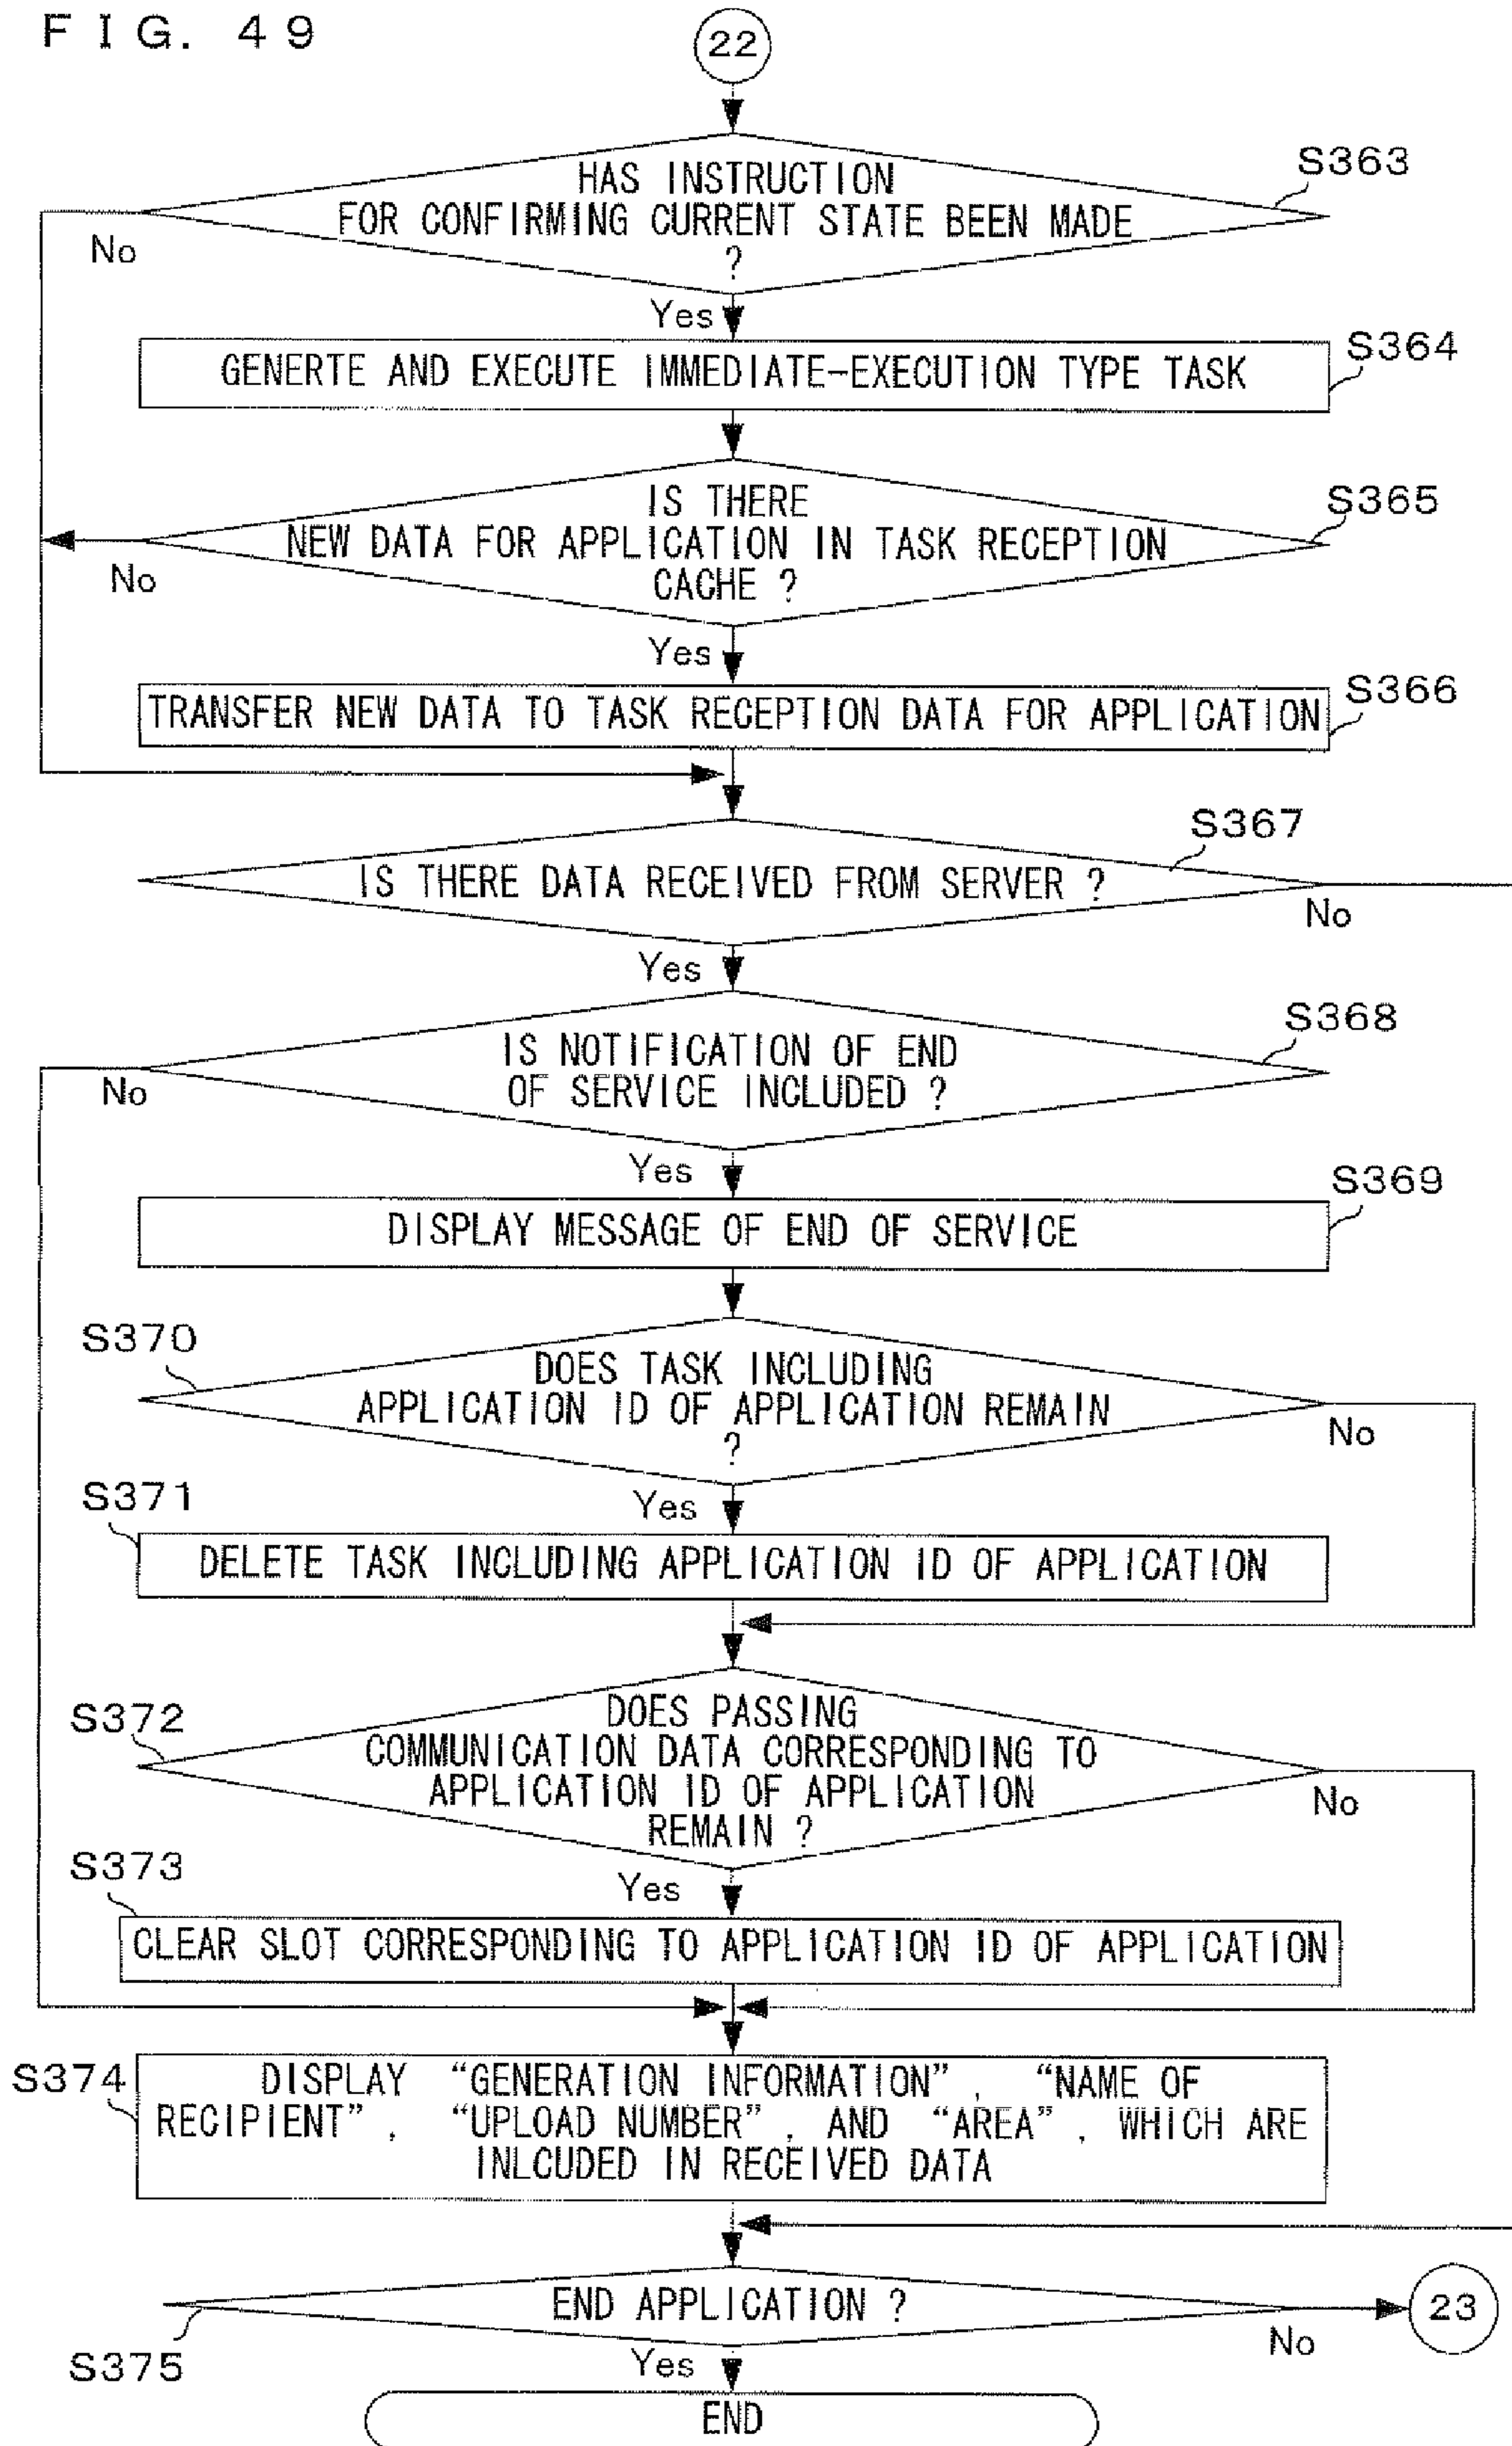 FIG. 49
22
HAS INSTRUCTION
FOR CONFIRMING CURRENT STATE BEEN MADE
?
S363
No
Yes
GENERTE AND EXECUTE IMMEDIATE-EXECUTION TYPE TASK
S364
IS THERE
NEW DATA FOR APPLICATION IN TASK RECEPTION
CACHE ?
S365
No
Yes
TRANSFER NEW DATA TO TASK RECEPTION DATA FOR APPLICATION
S366
S367
IS THERE DATA RECEIVED FROM SERVER ?
No
Yes
S368
IS NOTIFICATION OF END
OF SERVICE INCLUDED ?
No
Yes
S369
DISPLAY MESSAGE OF END OF SERVICE
S370
DOES TASK INCLUDING
APPLICATION ID OF APPLICATION REMAIN
?
No
Yes
S371
DELETE TASK INCLUDING APPLICATION ID OF APPLICATION
S372
DOES PASSING
COMMUNICATION DATA CORRESPONDING TO
APPLICATION ID OF APPLICATION
REMAIN ?
No
Yes
S373
CLEAR SLOT CORRESPONDING TO APPLICATION ID OF APPLICATION
S374
DISPLAY “GENERATION INFORMATION”, “NAME OF
RECIPIENT”, “UPLOAD NUMBER”, AND “AREA”, WHICH ARE
INLCUDED IN RECEIVED DATA
END APPLICATION ?
23
No
S375
Yes
END